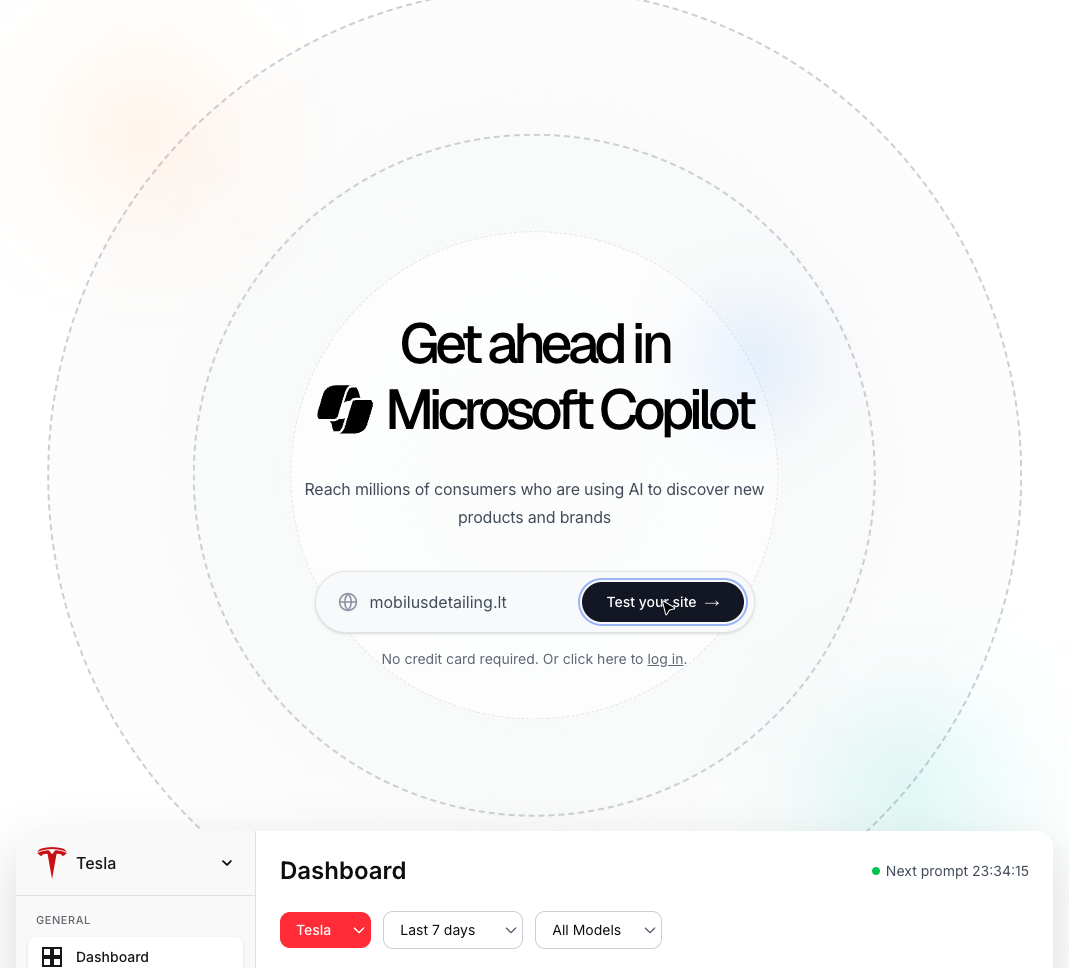 Get ahead in
Microsoft Copilot
Reach millions of consumers who are using AI to discover new
products and brands
mobilusdetailing.lt
Test your site →
No credit card required. Or click here to log in.
Tesla
Dashboard
Next prompt 23:34:15
GENERAL
Tesla
Last 7 days
All Models
Dashboard